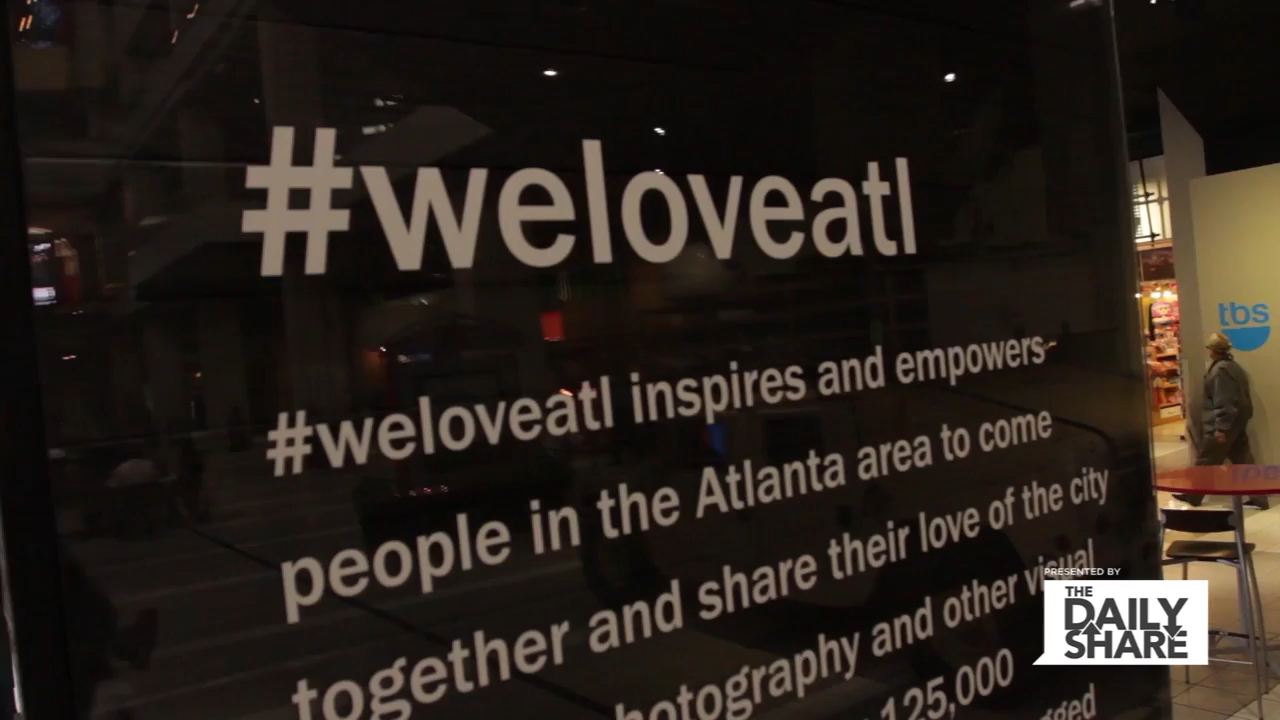 #weloveatl
#weloveatl inspires and empowers
people in the Atlanta area to come
together and share their love of the city
and other visual
125,000
tbs
PRESENTED BY
THE
DAILY
SHARE